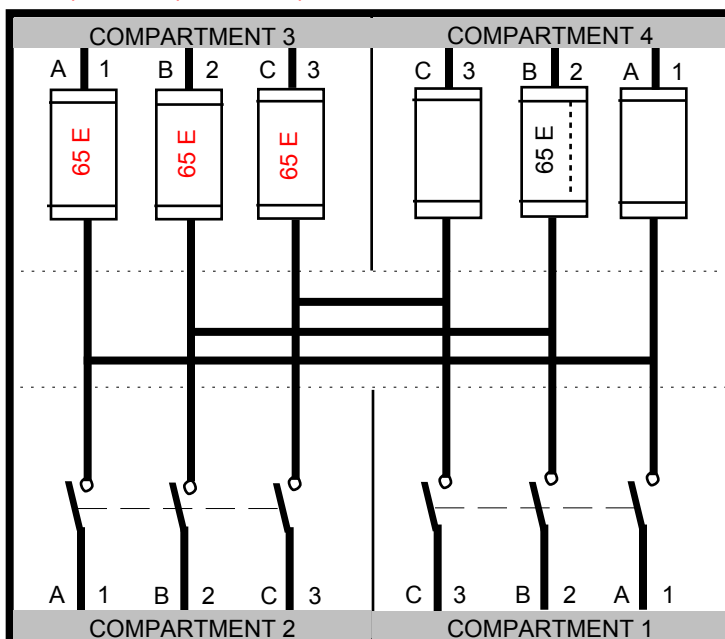 COMPARTMENT 3
COMPARTMENT 4
A 1 B 2 C 3
C 3 B 2 A 1
65 E
65 E
65 E
65 E
A 1 B 2 C 3
C 3 B 2 A 1
COMPARTMENT 2
COMPARTMENT 1